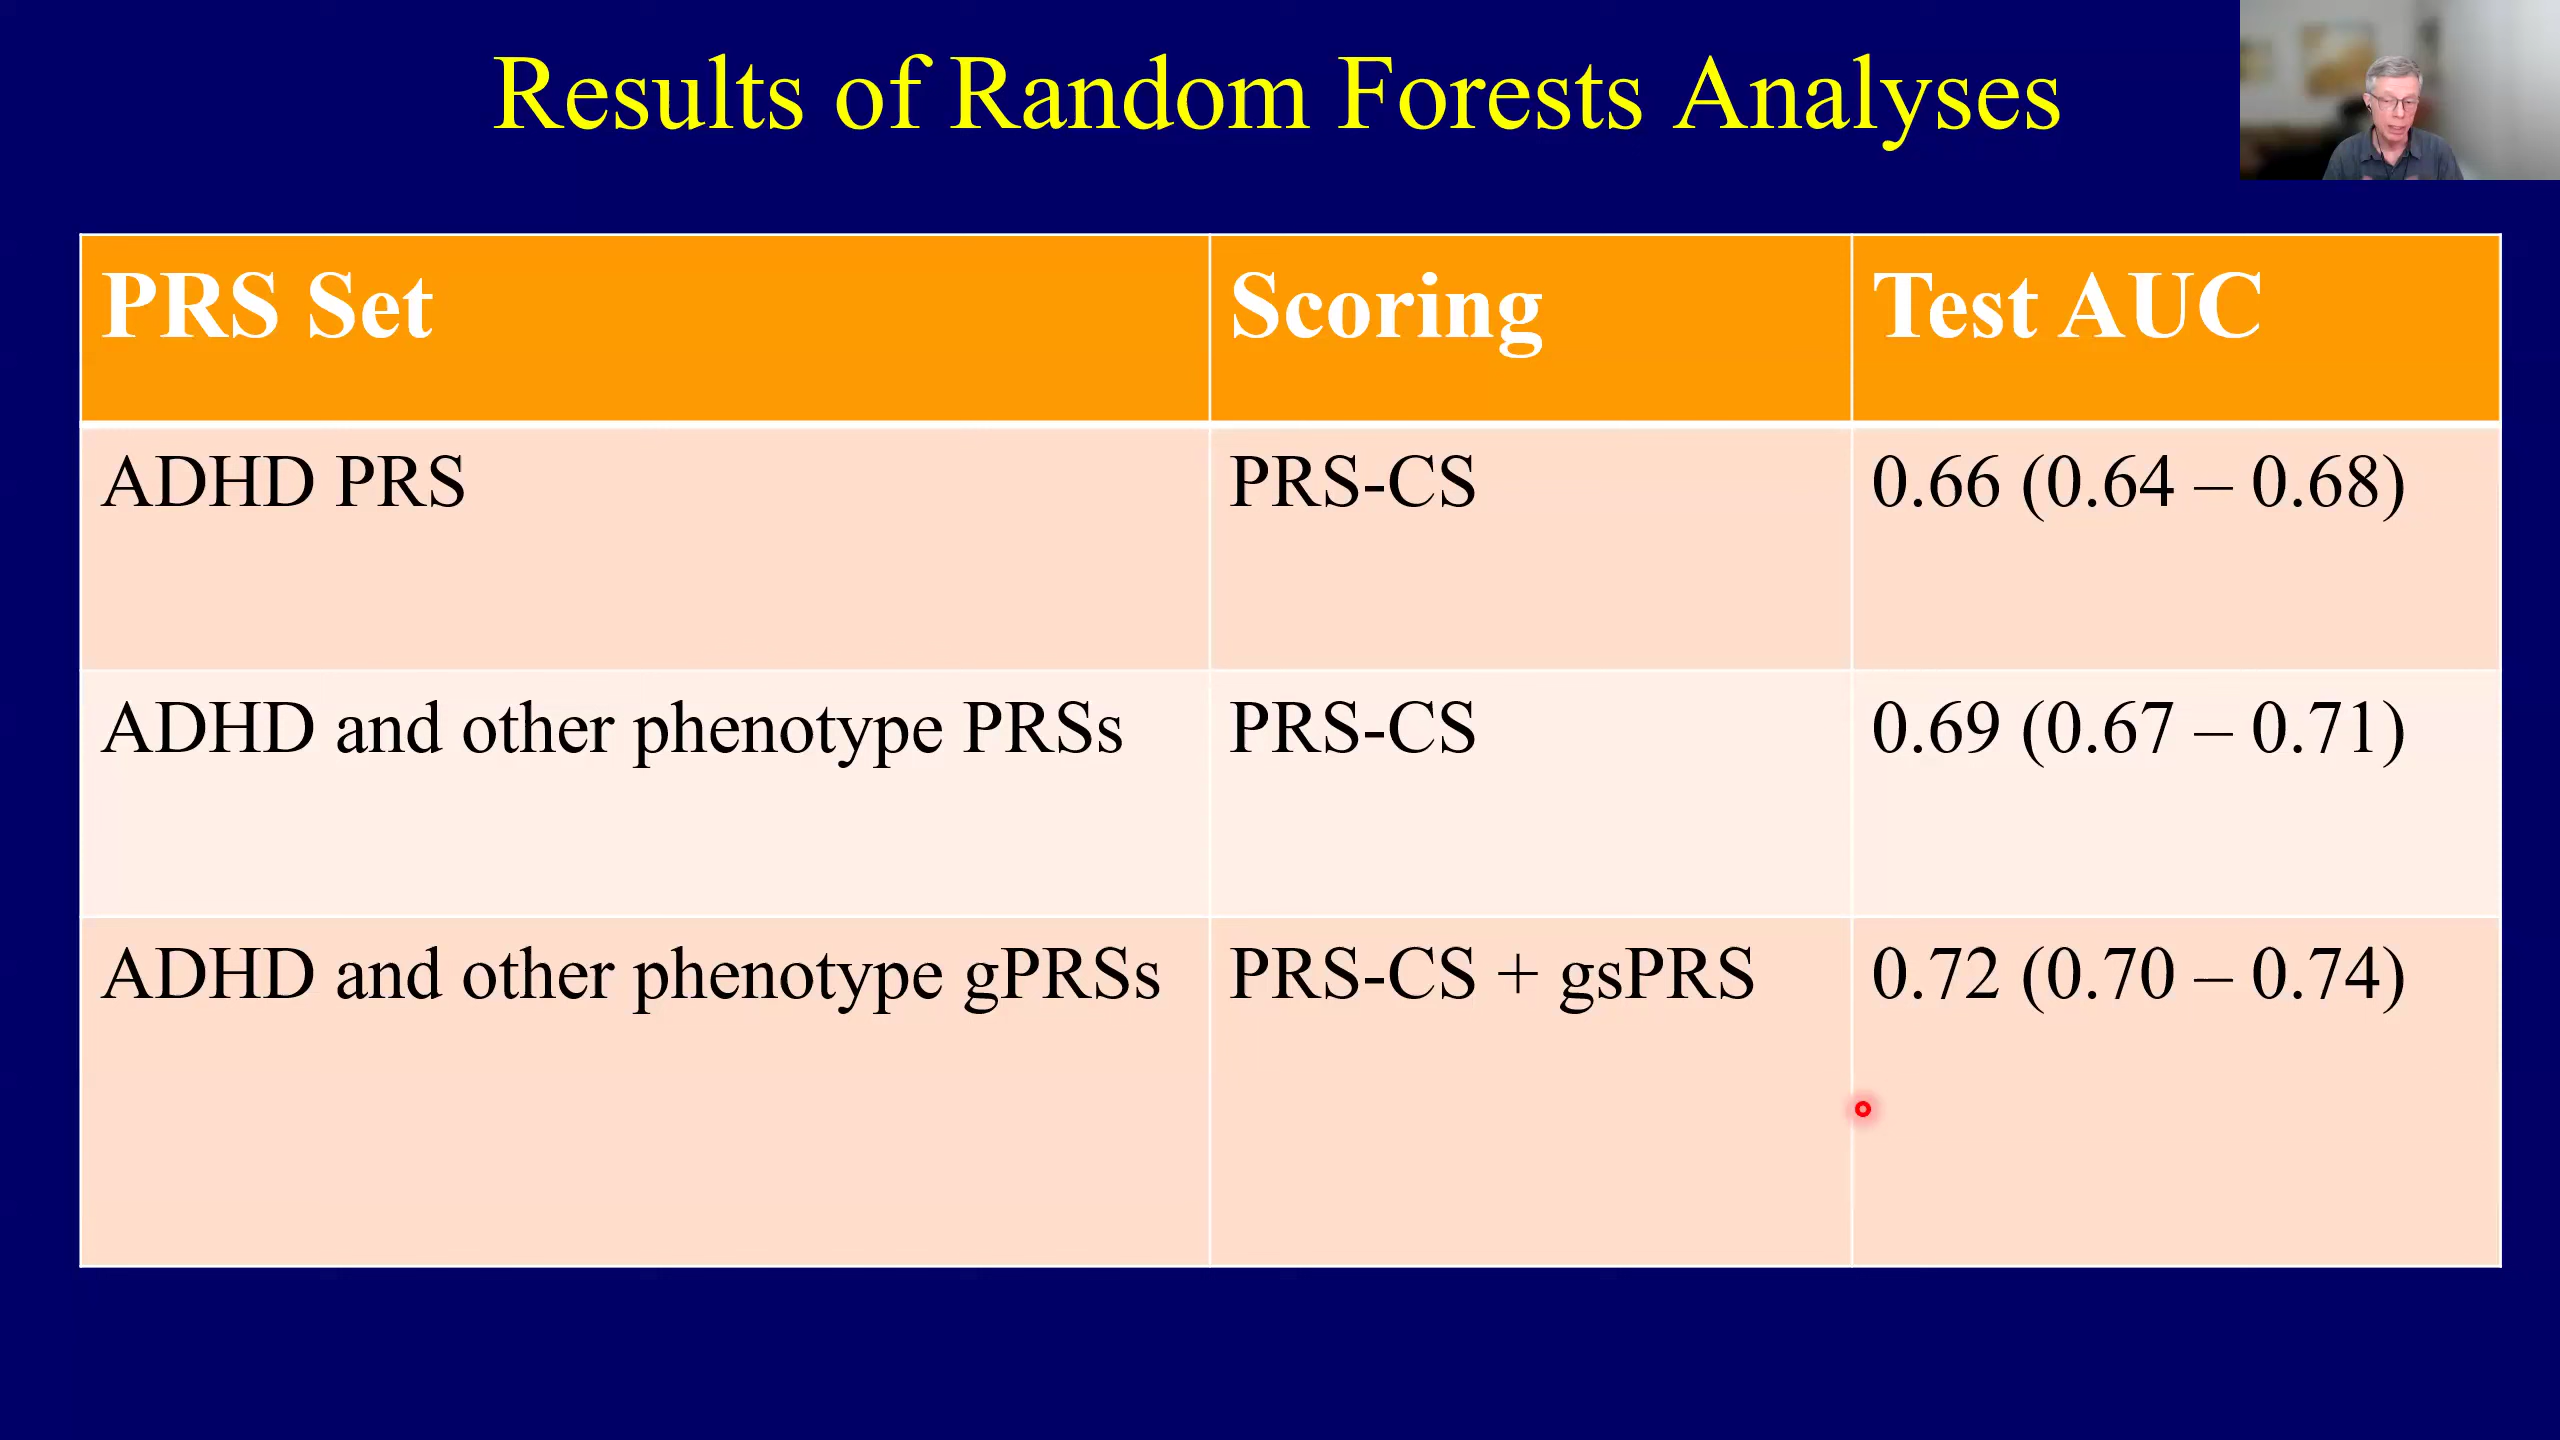 Results of Random Forests Analyses
PRS Set Scoring Test AUC
ADHD PRS PRS-CS 0.66 (0.64 – 0.68)
ADHD and other phenotype PRSs PRS-CS 0.69 (0.67 – 0.71)
ADHD and other phenotype gPRSs PRS-CS + gsPRS 0.72 (0.70 – 0.74)